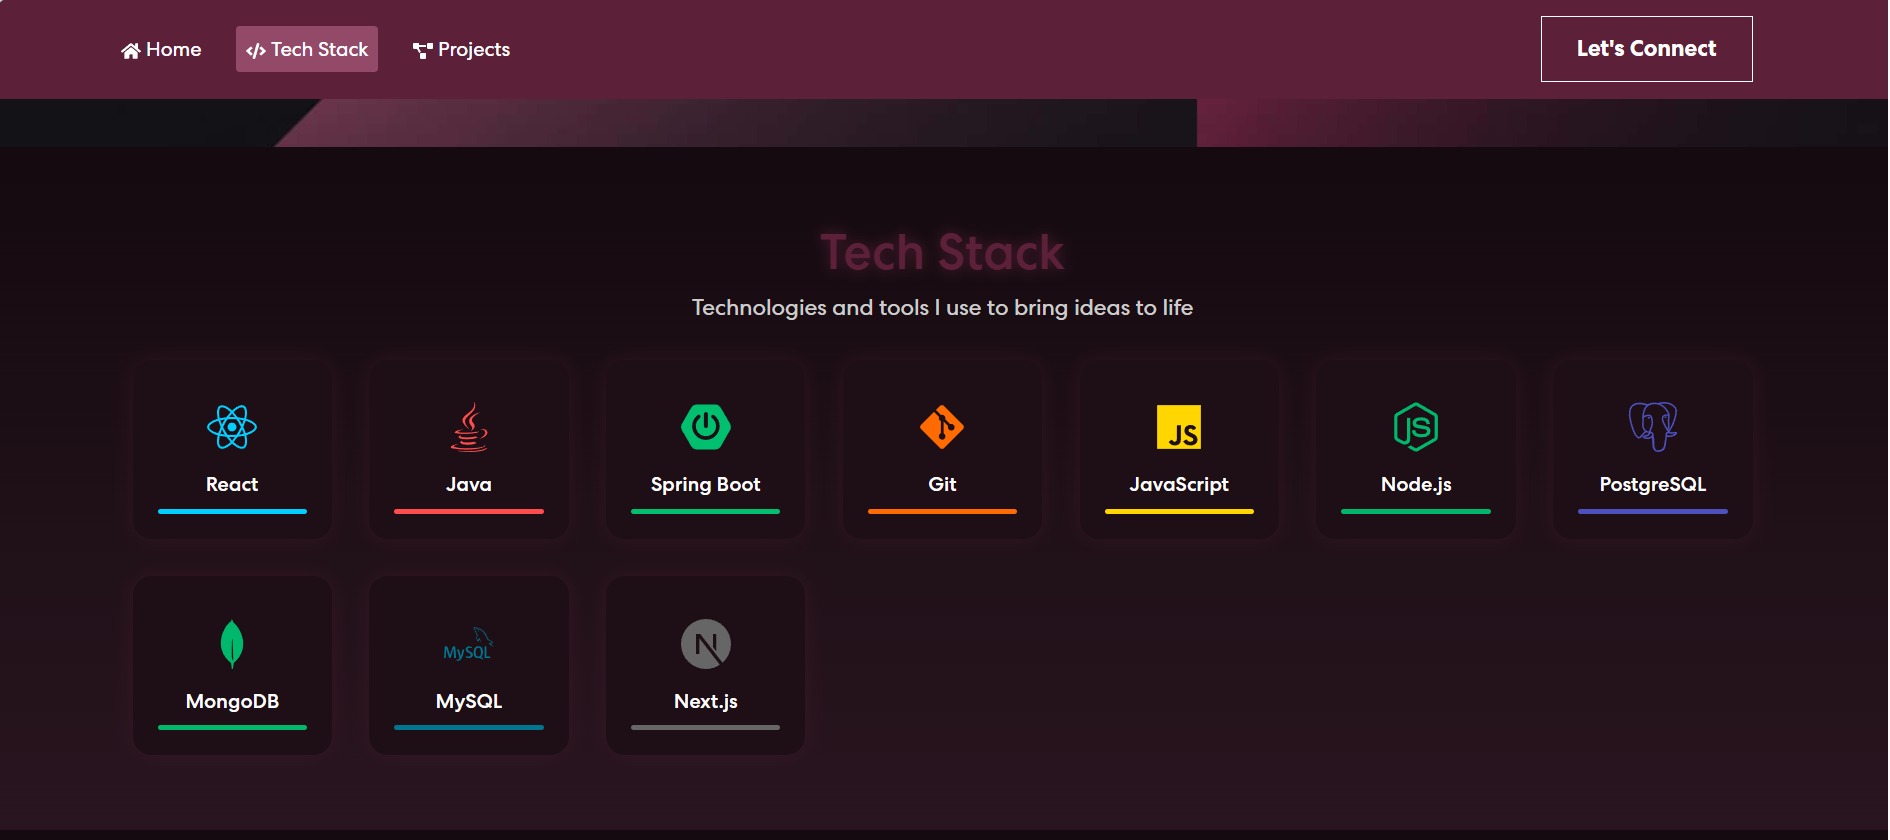 Home Tech Stack Projects Let's Connect
Tech Stack
Technologies and tools I use to bring ideas to life
JS JS
React Java Spring Boot Git JavaScript Node.js PostgreSQL
MySQL N
MongoDB MySQL Next.js